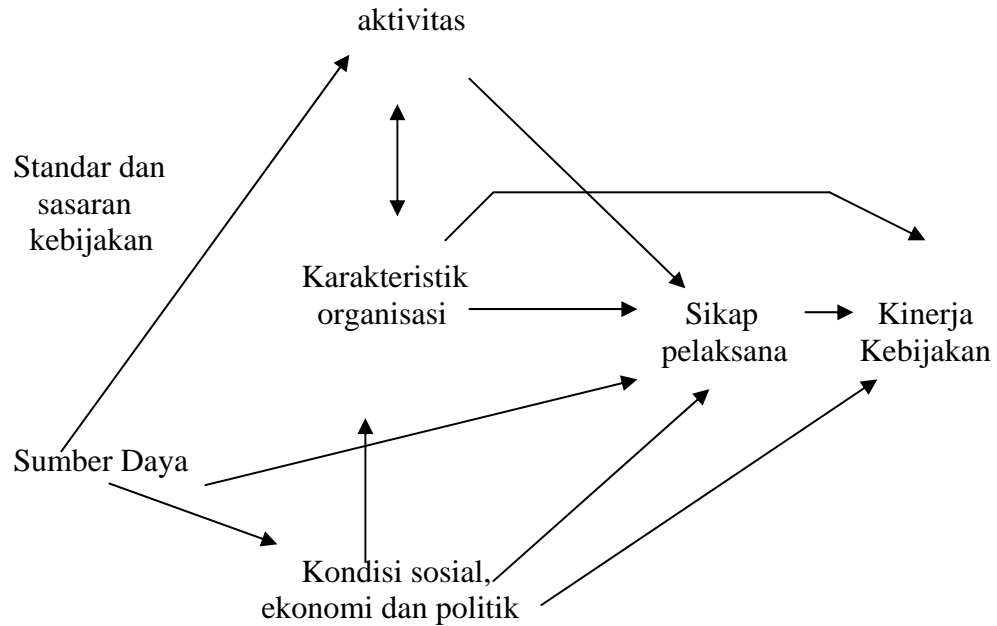 aktivitas
Standar dan
sasaran
kebijakan
Karakteristik
organisasi
Sikap
pelaksana
Kinerja
Kebijakan
Sumber Daya
Kondisi sosial,
ekonomi dan politik